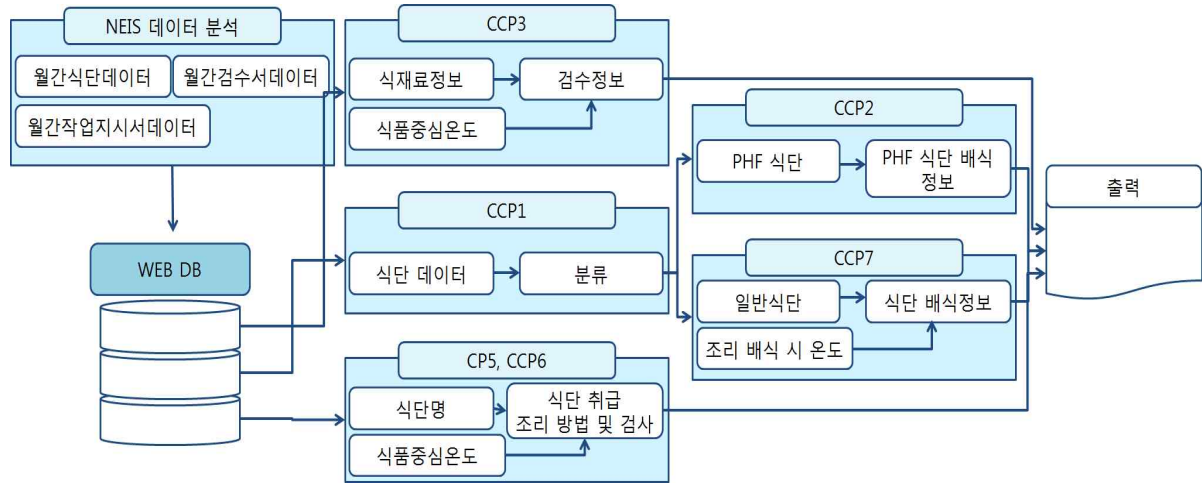 NEIS 데이터 분석
월간식단데이터
월간검수서데이터
월간작업지시서데이터
WEB DB
CCP3
식재료정보
검수정보
식품중심온도
CCP1
식단 데이터
분류
CP5, CCP6
식단명
식단 취급
조리 방법 및 검사
식품중심온도
CCP2
PHF 식단
PHF 식단 배식
정보
CCP7
일반식단
식단 배식정보
조리 배식 시 온도
출력